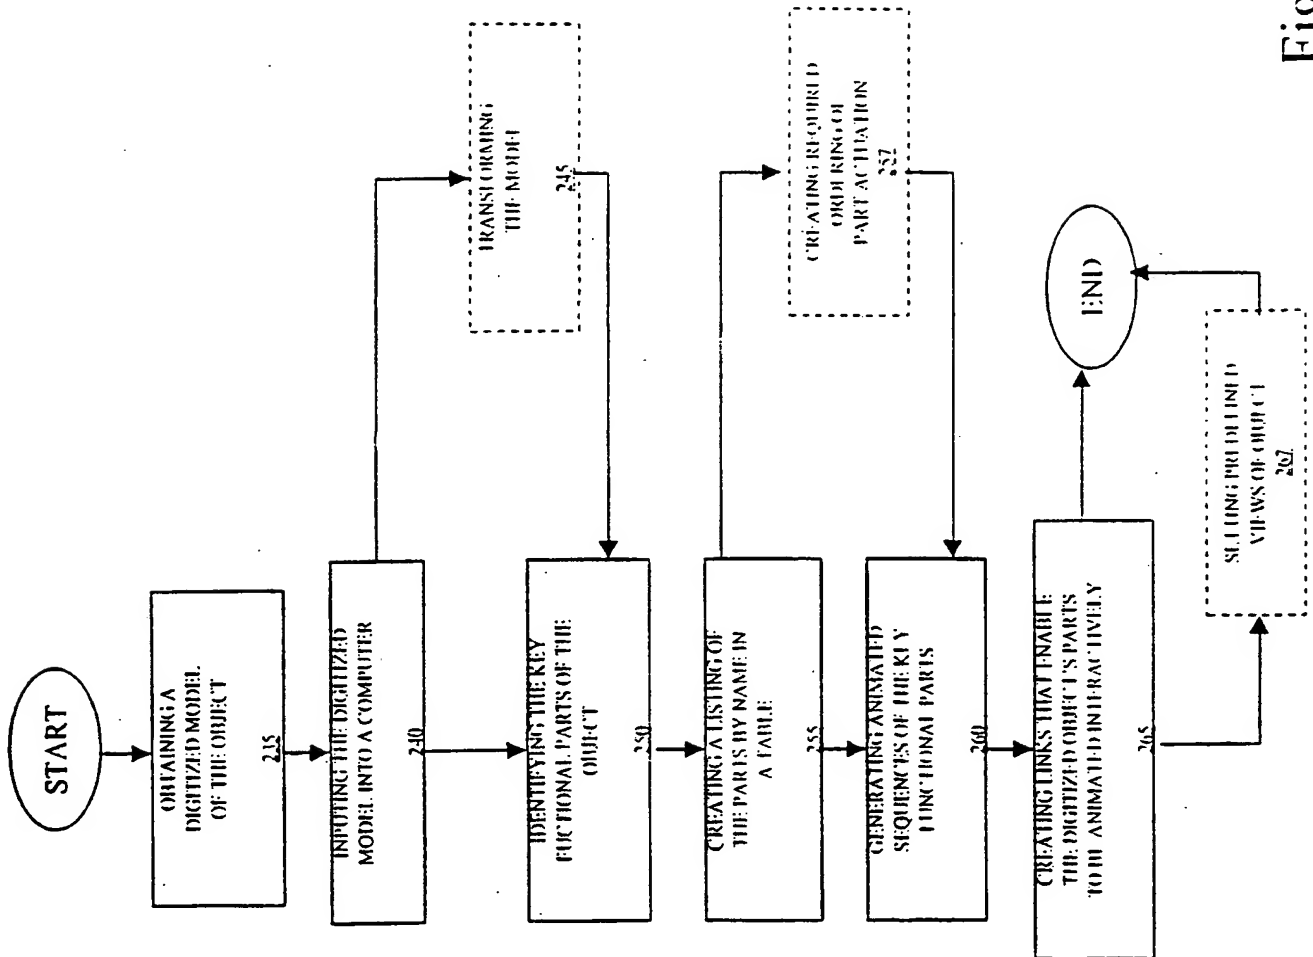 START
OBTAINING A
DIGITIZED MODEL
OF THE OBJECT
235
INPUTING THE DIGITIZED
MODEL INTO A COMPUTER
240
TRANSFORMING
THE MODEL
245
IDENTIFYING THE KEY
FUCTIONAL PARTS OF THE
OBJECT
250
CREATING A LISTING OF
THE PARTS BY NAME IN
A TABLE
255
CREATING REQUIRED
ORDERING OF
PART ACTUATION
257
GENERATING ANIMATED
SEQUENCES OF THE KEY
FUNCTIONAL PARTS
260
CREATING LINKS THAT ENABLE
THE DIGITIZED OBJECT'S PARTS
TO BE ANIMATED INTERACTIVELY
265
SETTING PREDEFINED
VIEWS OF OBJECT
267
END